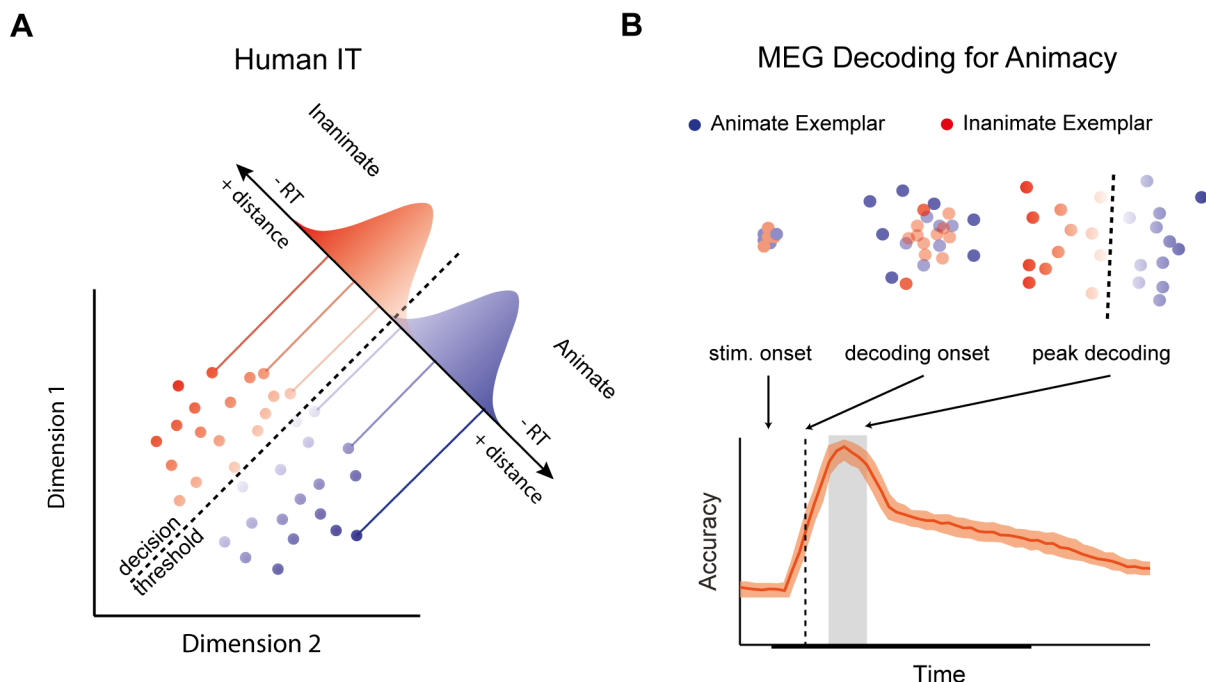 A
Human IT
Inanimate
- RT
+ distance
Animate
- RT
+ distance
decision
threshold
Dimension 1
Dimension 2
B
MEG Decoding for Animacy
Animate Exemplar
Inanimate Exemplar
stim. onset
decoding onset
peak decoding
Accuracy
Time